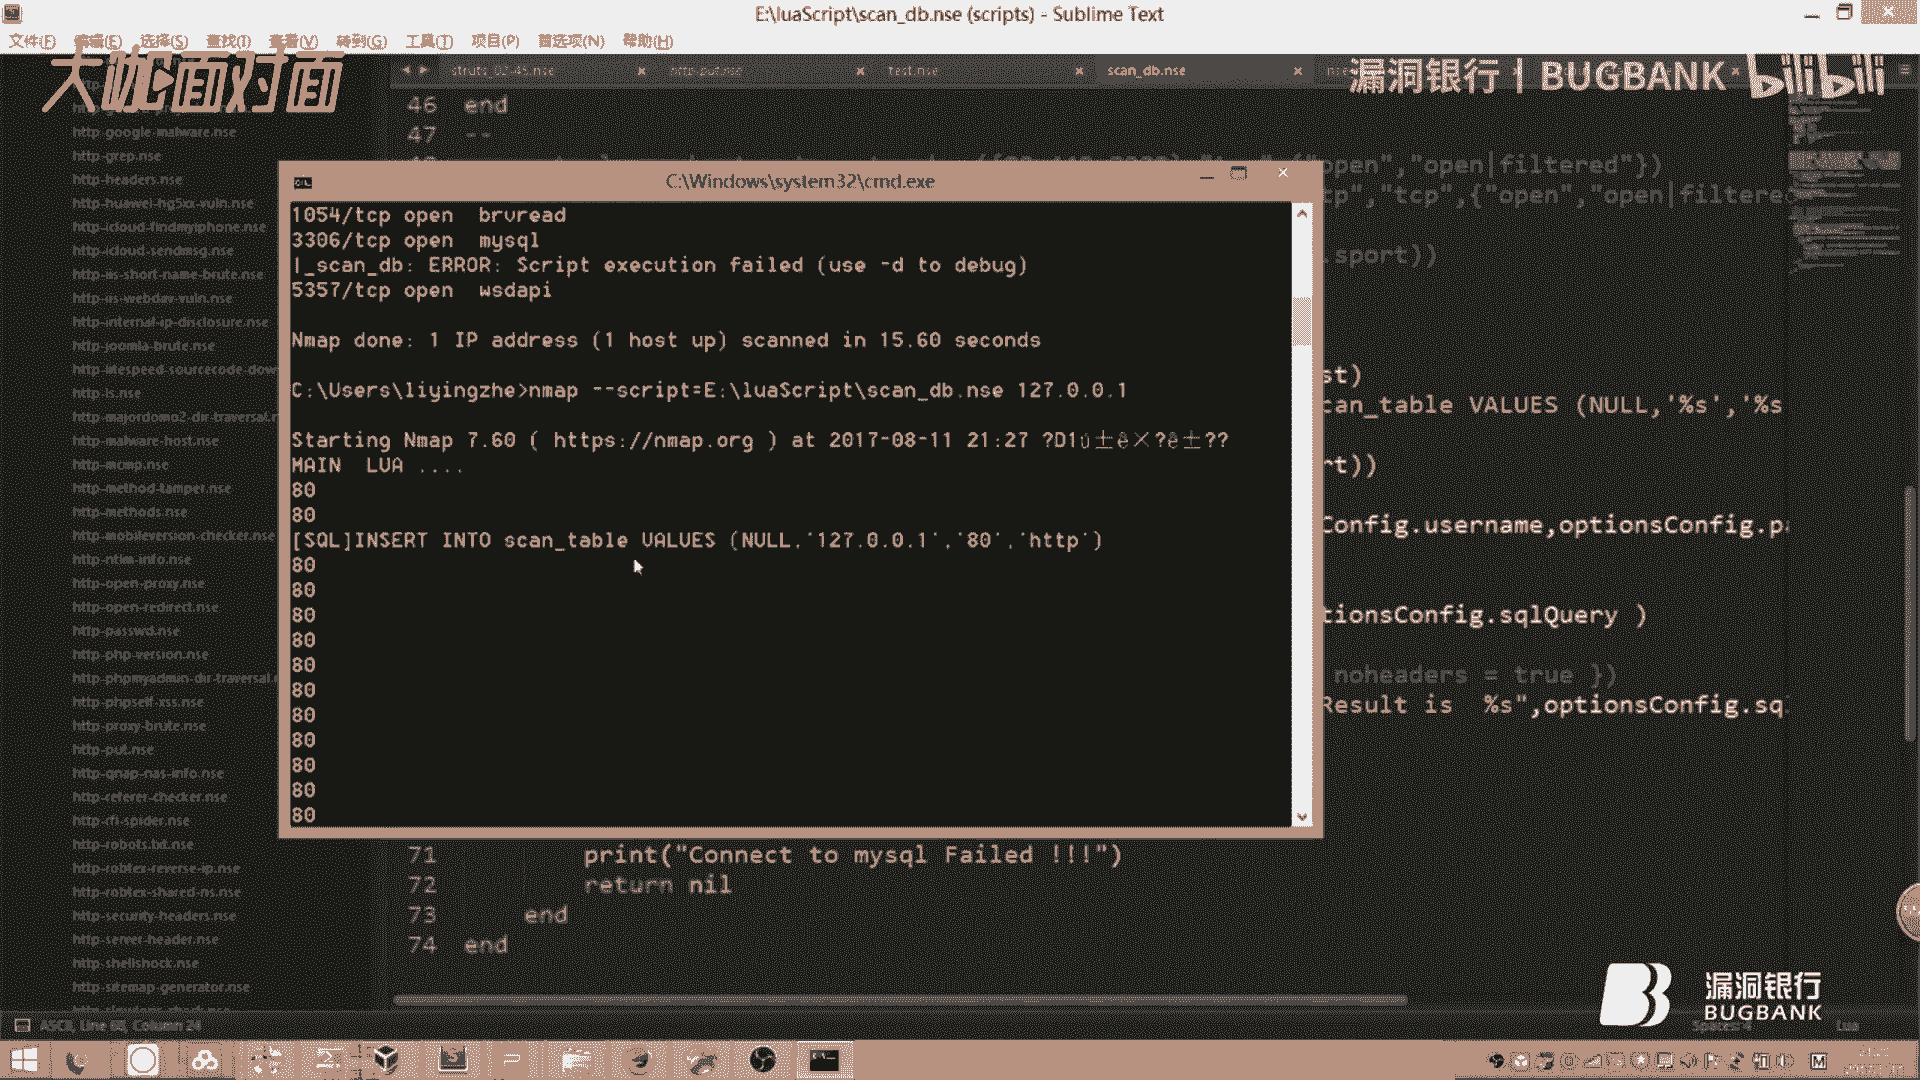 E:\luaScript\scan_db.nse (scripts) - Sublime Text
文件(F) 编辑(E) 选择(S) 查找(I) 查看(V) 转到(G) 工具(T) 项目(P) 首选项(N) 帮助(H)
大咖面对面
struts_02-45.nse http-put.nse test.nse scan_db.nse
漏洞银行 | BUGBANK bilibili
http-google-malware.nse
http-grep.nse
http-headers.nse
http-huawei-hg5xx-vuln.nse
http-icloud-findmyiphone.nse
http-icloud-sendmsg.nse
http-iis-short-name-brute.nse
http-iis-webdav-vuln.nse
http-internal-ip-disclosure.nse
http-joomla-brute.nse
http-litespeed-sourcecode-dow
http-ls.nse
http-majordomo2-dir-traversal.n
http-malware-host.nse
http-mcmp.nse
http-method-tamper.nse
http-methods.nse
http-mobileversion-checker.nse
http-ntlm-info.nse
http-open-proxy.nse
http-open-redirect.nse
http-passwd.nse
http-php-version.nse
http-phpmyadmin-dir-traversal.
http-phpself-xss.nse
http-proxy-brute.nse
http-put.nse
http-qnap-nas-info.nse
http-referer-checker.nse
http-rfi-spider.nse
http-robots.txt.nse
http-robtex-reverse-ip.nse
http-robtex-shared-ns.nse
http-security-headers.nse
http-server-header.nse
http-shellshock.nse
http-sitemap-generator.nse
46 end
47 --
"open","open|filtered"})
"tcp",{"open","open|filtere
.sport))
st)
can_table VALUES (NULL,'%s','%s
rt))
Config.username,optionsConfig.p
tionsConfig.sqlQuery )
noheaders = true })
Result is %s",optionsConfig.sq
C:\Windows\system32\cmd.exe
1054/tcp open brvread
3306/tcp open mysql
|_scan_db: ERROR: Script execution failed (use -d to debug)
5357/tcp open wsdapi
Nmap done: 1 IP address (1 host up) scanned in 15.60 seconds
C:\Users\liyingzhe>nmap --script=E:\luaScript\scan_db.nse 127.0.0.1
Starting Nmap 7.60 ( https://nmap.org ) at 2017-08-11 21:27 ?D1ú±ê×?ê±??
MAIN LUA ....
80
80
[SQL]INSERT INTO scan_table VALUES (NULL,'127.0.0.1','80','http')
80
80
80
80
80
80
80
80
80
80
80
71 print("Connect to mysql Failed !!!")
72 return nil
73 end
74 end
漏洞银行
BUGBANK
ASCII, Line 68, Column 24
Spaces: 4 Lua